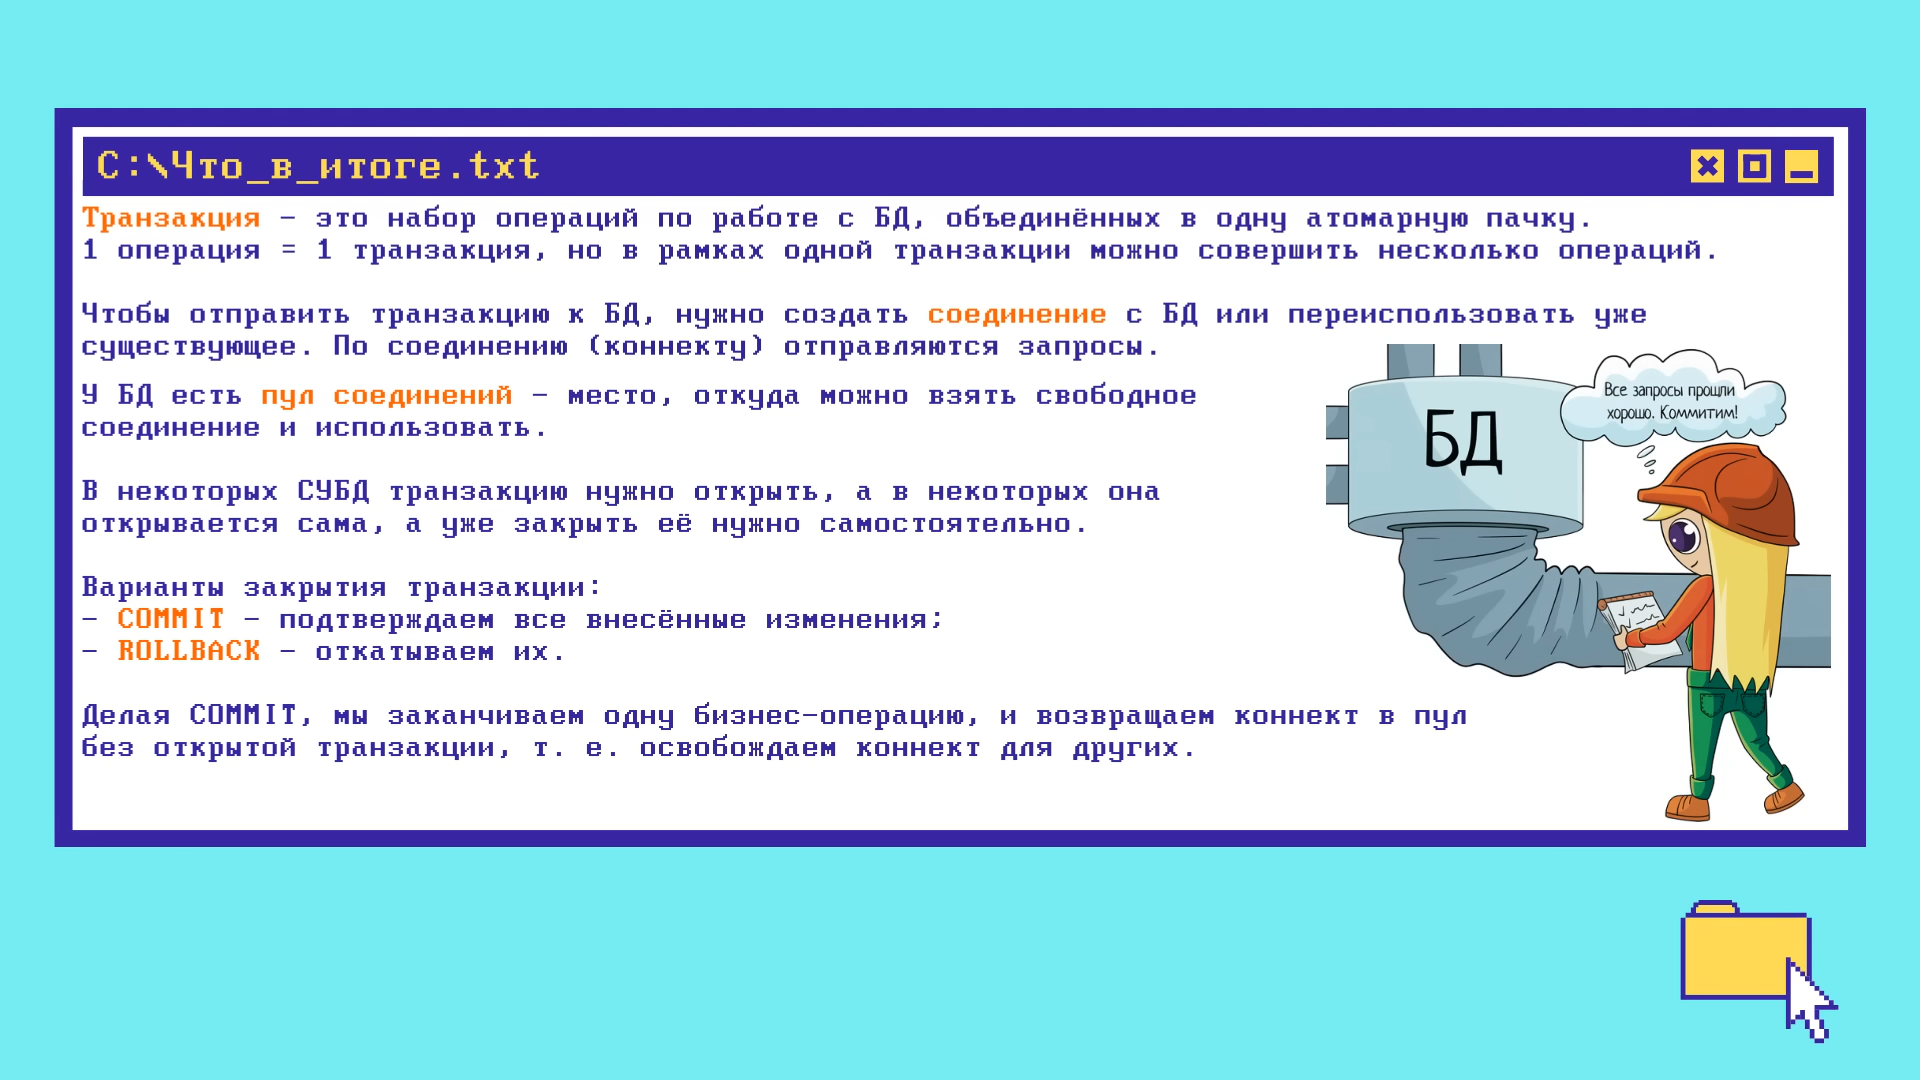 C:\Что_в_итоге.txt
Транзакция – это набор операций по работе с БД, объединённых в одну атомарную пачку.
1 операция = 1 транзакция, но в рамках одной транзакции можно совершить несколько операций.
Чтобы отправить транзакцию к БД, нужно создать соединение с БД или переиспользовать уже
существующее. По соединению (коннекту) отправляются запросы.
У БД есть пул соединений – место, откуда можно взять свободное
соединение и использовать.
В некоторых СУБД транзакцию нужно открыть, а в некоторых она
открывается сама, а уже закрыть её нужно самостоятельно.
Варианты закрытия транзакции:
– COMMIT – подтверждаем все внесённые изменения;
– ROLLBACK – откатываем их.
Делая COMMIT, мы заканчиваем одну бизнес-операцию, и возвращаем коннект в пул
без открытой транзакции, т. е. освобождаем коннект для других.
БД
Все запросы прошли
хорошо. Коммитим!